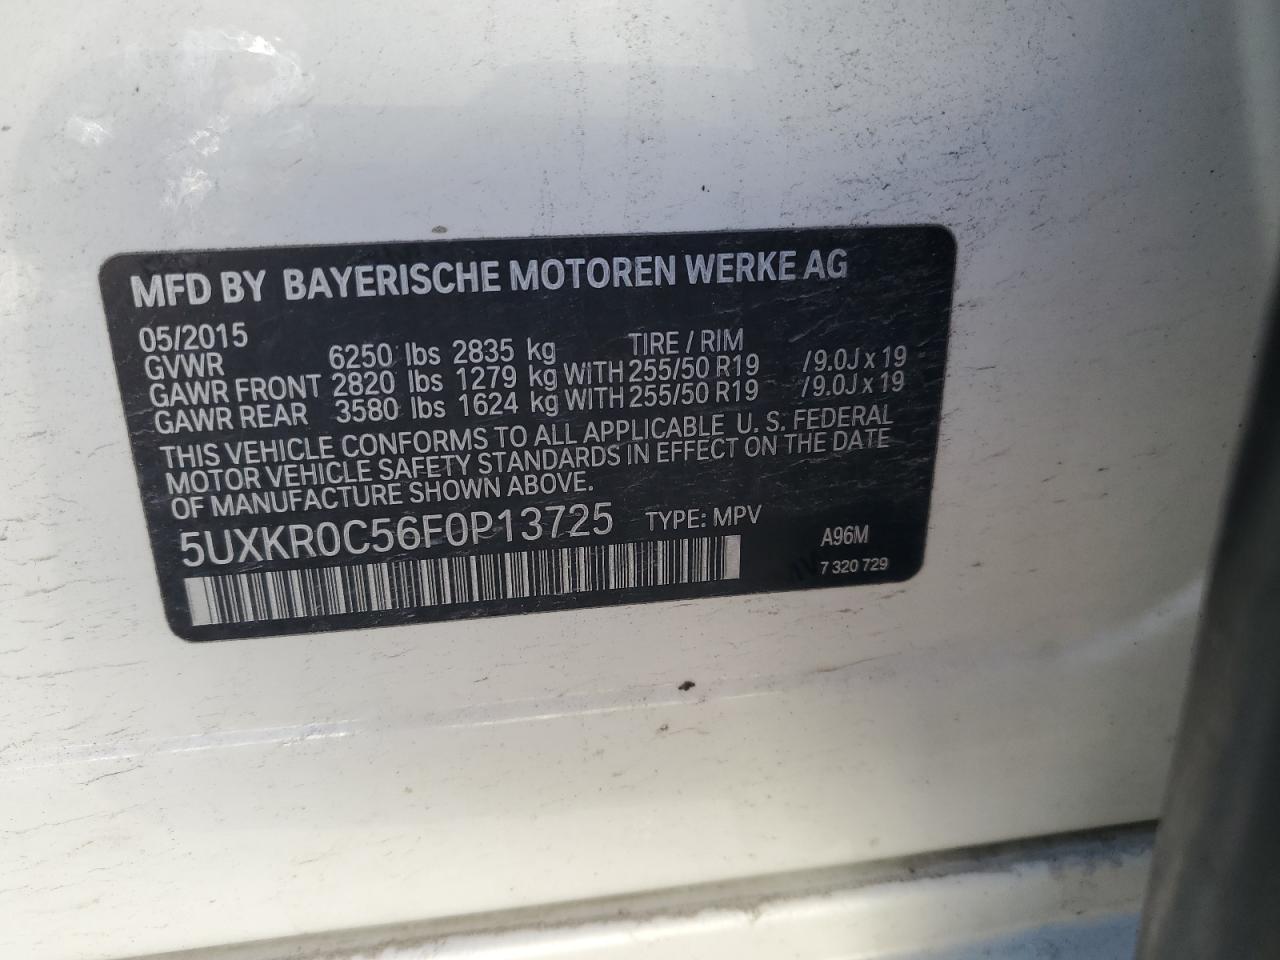 MFD BY BAYERISCHE MOTOREN WERKE AG
05/2015 TIRE / RIM
GVWR 6250 lbs 2835 kg
GAWR FRONT 2820 lbs 1279 kg WITH 255/50 R19 /9.0J x 19
GAWR REAR 3580 lbs 1624 kg WITH 255/50 R19 /9.0J x 19
THIS VEHICLE CONFORMS TO ALL APPLICABLE U. S. FEDERAL
MOTOR VEHICLE SAFETY STANDARDS IN EFFECT ON THE DATE
OF MANUFACTURE SHOWN ABOVE.
5UXKR0C56F0P13725 TYPE: MPV
A96M
7 320 729